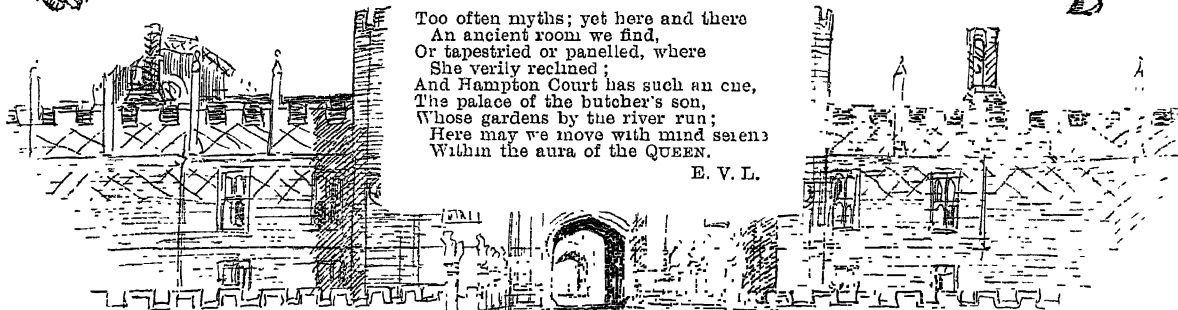 Too often myths; yet here and there
An ancient room we find,
Or tapestried or panelled, where
She verily reclined;
And Hampton Court has such an one,
The palace of the butcher's son,
Whose gardens by the river run;
Here may we move with mind serene
Within the aura of the QUEEN.
E. V. L.